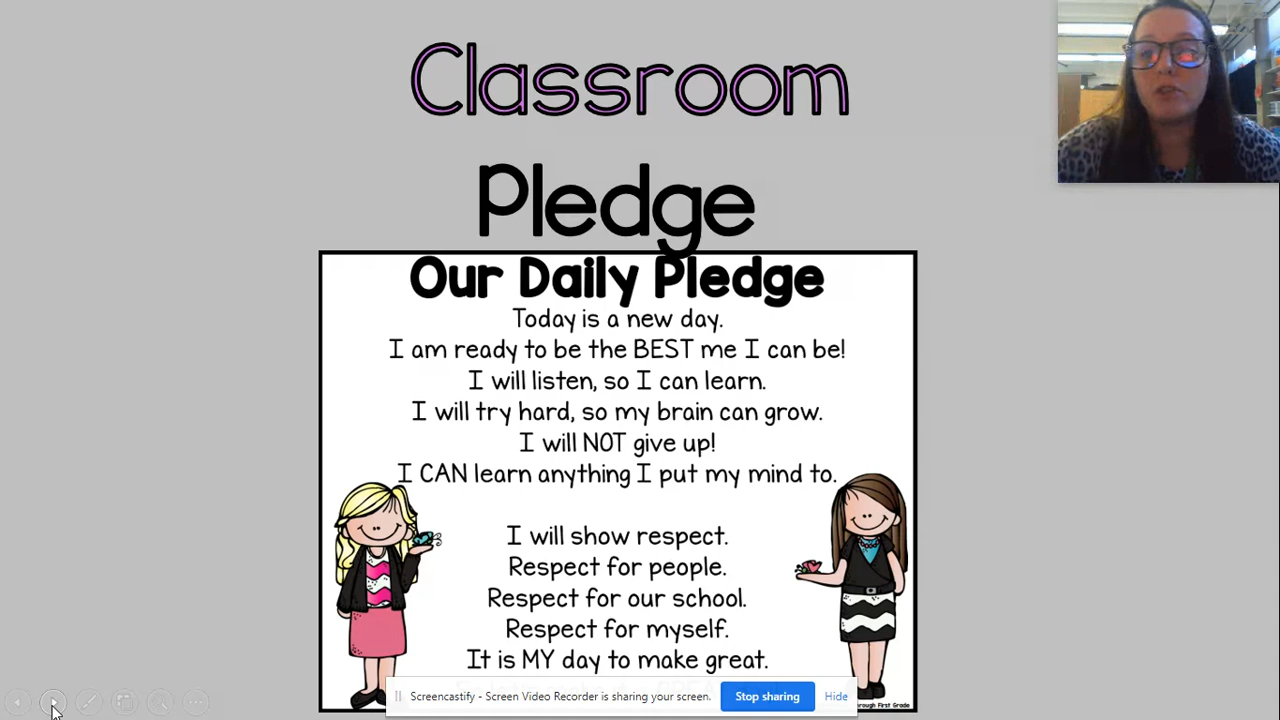 Classroom
Pledge
Our Daily Pledge
Today is a new day.
I am ready to be the BEST me I can be!
I will listen, so I can learn.
I will try hard, so my brain can grow.
I will NOT give up!
I CAN learn anything I put my mind to.
I will show respect.
Respect for people.
Respect for our school.
Respect for myself.
It is MY day to make great.
Screencastify - Screen Video Recorder is sharing your screen.
Stop sharing
Hide
through First Grade